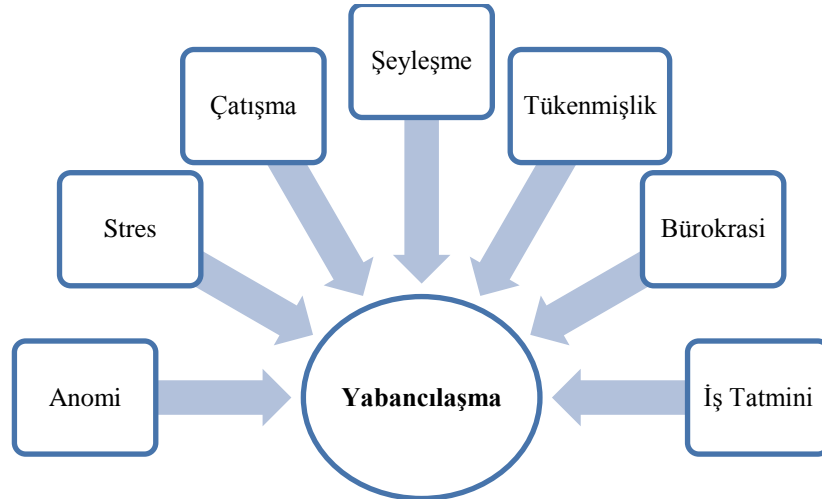 Şeyleşme
Çatışma
Tükenmişlik
Stres
Bürokrasi
Anomi
Yabancılaşma
İş Tatmini